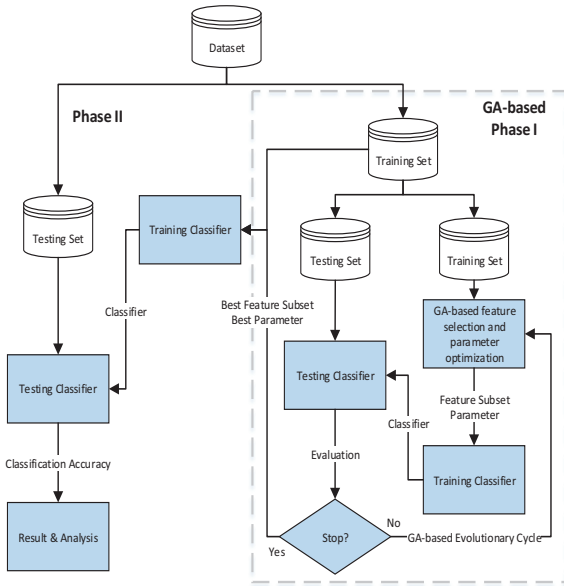 Dataset
Phase II
GA-based
Phase I
Training Set
Testing Set
Training Classifier
Testing Set
Training Set
Classifier
Best Feature Subset
Best Parameter
GA-based feature
selection and
parameter
optimization
Testing Classifier
Testing Classifier
Feature Subset
Parameter
Classifier
Classification Accuracy
Evaluation
Training Classifier
Result & Analysis
Stop?
No
Yes
GA-based Evolutionary Cycle